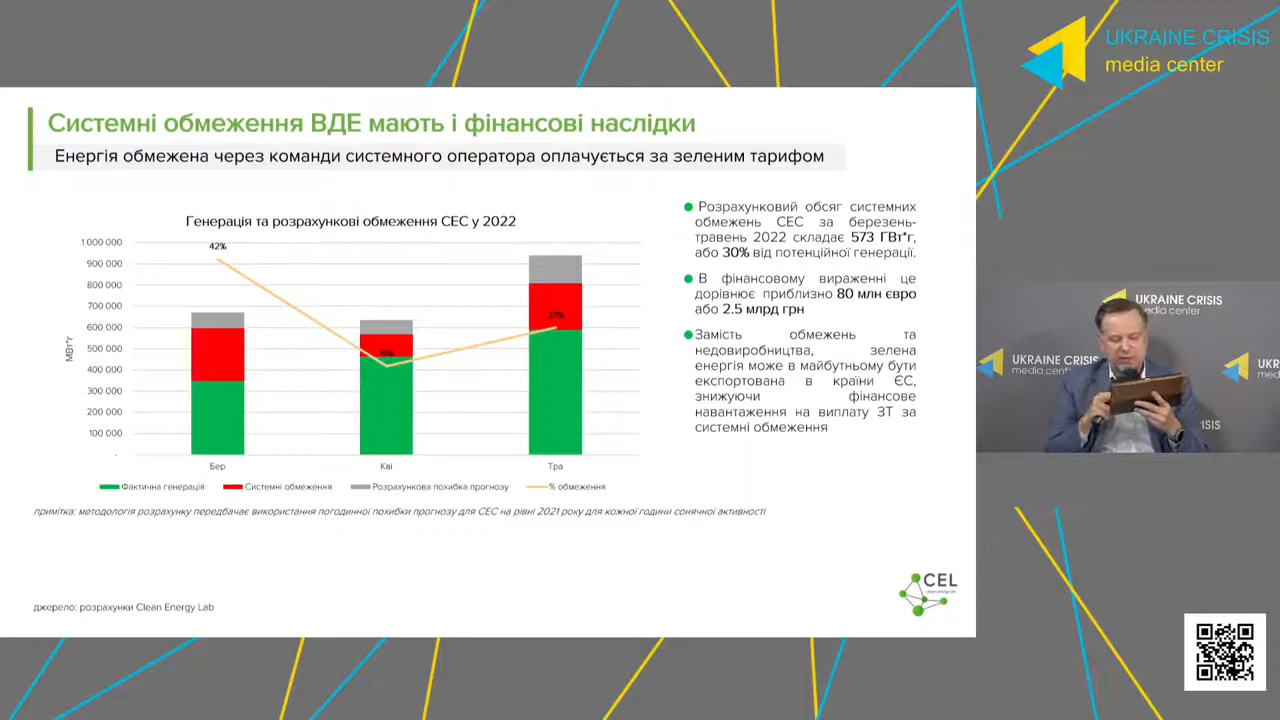 UKRAINE CRISIS
media center
Системні обмеження ВДЕ мають і фінансові наслідки
Енергія обмежена через команди системного оператора оплачується за зеленим тарифом
Генерація та розрахункові обмеження СЕС у 2022
МВт*г
1 000 000
900 000
800 000
700 000
600 000
500 000
400 000
300 000
200 000
100 000
-
42%
19%
27%
Бер
Кві
Тра
Фактична генерація
Системні обмеження
Розрахункова похибка прогнозу
% обмеження
Розрахунковий обсяг системних
обмежень СЕС за березень-
травень 2022 складає 573 ГВт*г,
або 30% від потенційної генерації.
В фінансовому вираженні це
дорівнює приблизно 80 млн євро
або 2.5 млрд грн
Замість обмежень та
недовиробництва, зелена
енергія може в майбутньому бути
експортована в країни ЄС,
знижуючи фінансове
навантаження на виплату ЗТ за
системні обмеження
примітка: методологія розрахунку передбачає використання погодинної похибки прогнозу для СЕС на рівні 2021 року для кожної години сонячної активності
джерело: розрахунки Clean Energy Lab
CEL
UKRAINE CRISIS
media center
UKRAINE CRISIS
media cent
UKR
med
ISIS